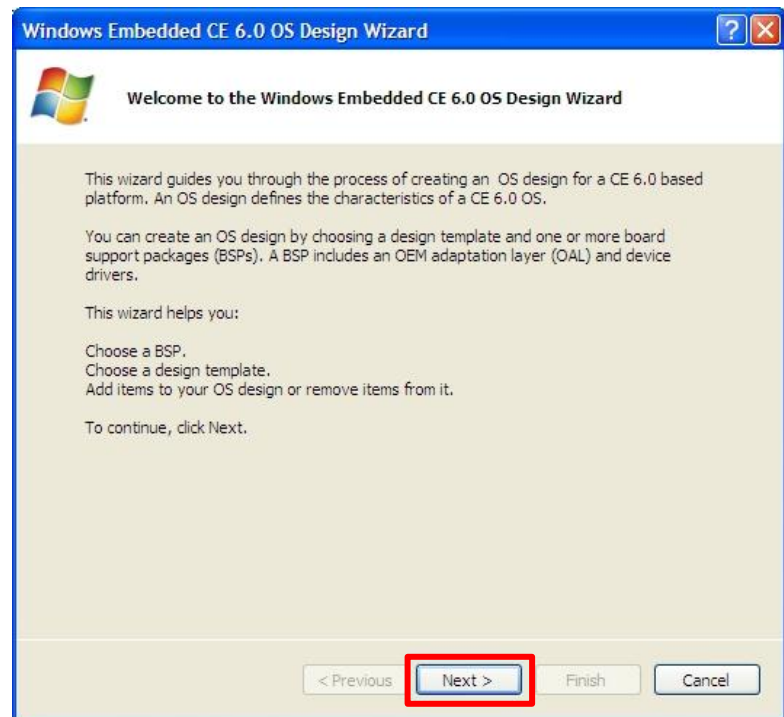 Windows Embedded CE 6.0 OS Design Wizard
Welcome to the Windows Embedded CE 6.0 OS Design Wizard
This wizard guides you through the process of creating an OS design for a CE 6.0 based
platform. An OS design defines the characteristics of a CE 6.0 OS.
You can create an OS design by choosing a design template and one or more board
support packages (BSPs). A BSP includes an OEM adaptation layer (OAL) and device
drivers.
This wizard helps you:
Choose a BSP.
Choose a design template.
Add items to your OS design or remove items from it.
To continue, click Next.
< Previous Next > Finish Cancel